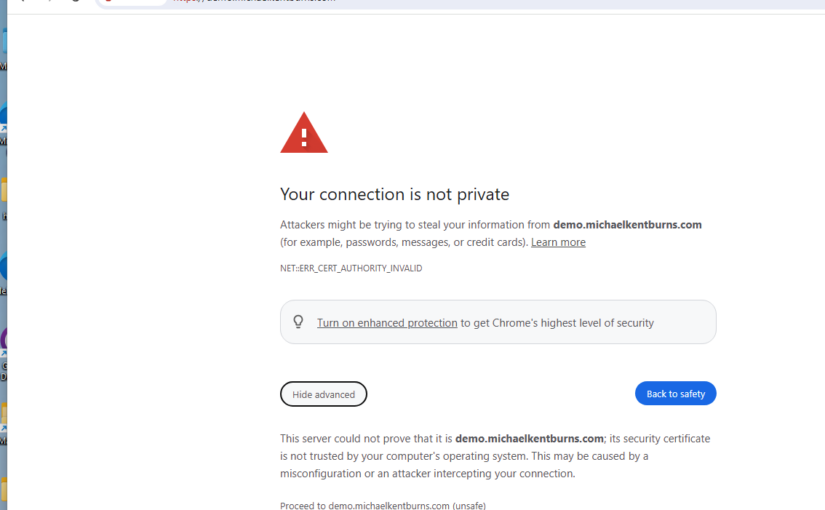 Your connection is not private
Attackers might be trying to steal your information from demo.michaelkentburns.com
(for example, passwords, messages, or credit cards). Learn more
NET::ERR_CERT_AUTHORITY_INVALID
Turn on enhanced protection to get Chrome's highest level of security
Hide advanced
Back to safety
This server could not prove that it is demo.michaelkentburns.com; its security certificate
is not trusted by your computer's operating system. This may be caused by a
misconfiguration or an attacker intercepting your connection.
Proceed to demo.michaelkentburns.com (unsafe)